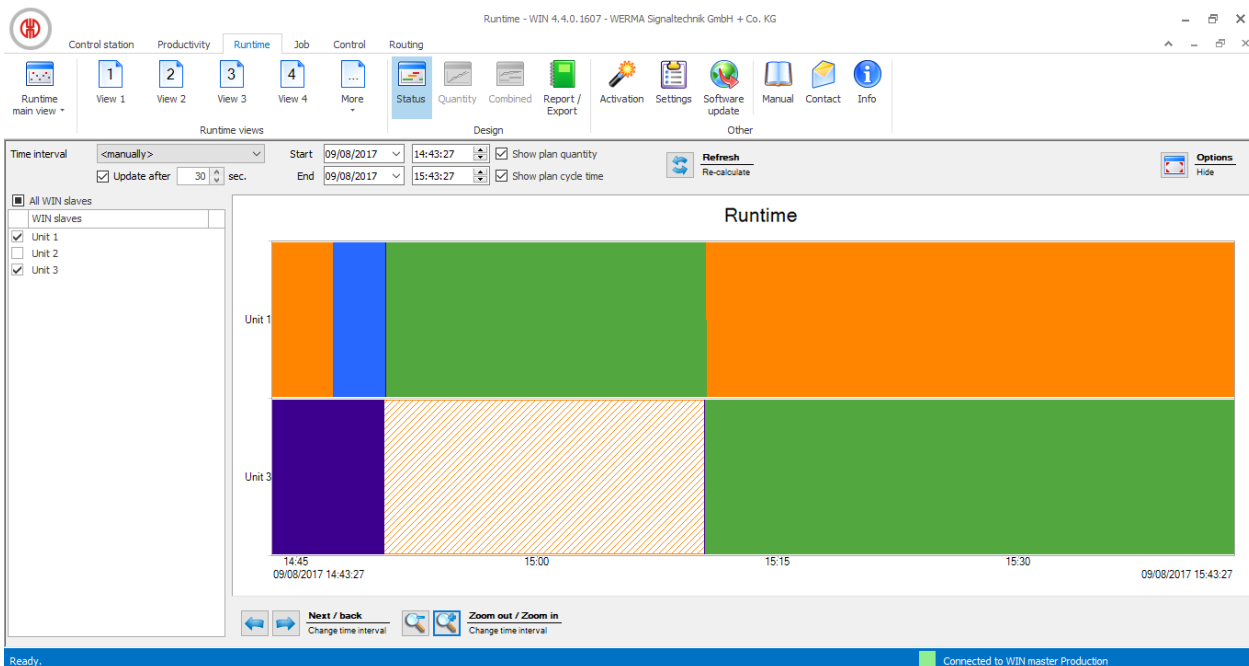 Runtime - WIN 4.4.0.1607 - WERMA Signaltechnik GmbH + Co. KG
Control station Productivity Runtime Job Control Routing
1 2 3 4 ...
Runtime main view View 1 View 2 View 3 View 4 More Status Quantity Combined Report / Export Activation Settings Software update Manual Contact Info
Runtime views Design Other
Time interval <manually> Start 09/08/2017 14:43:27 Show plan quantity Refresh Options
Update after 30 sec. End 09/08/2017 15:43:27 Show plan cycle time Re-calculate Hide
All WIN slaves
WIN slaves
Unit 1
Unit 2
Unit 3
Runtime
Unit 1
Unit 3
14:45 15:00 15:15 15:30
09/08/2017 14:43:27 09/08/2017 15:43:27
Next / back Zoom out / Zoom in
Change time interval Change time interval
Ready. Connected to WIN master Production